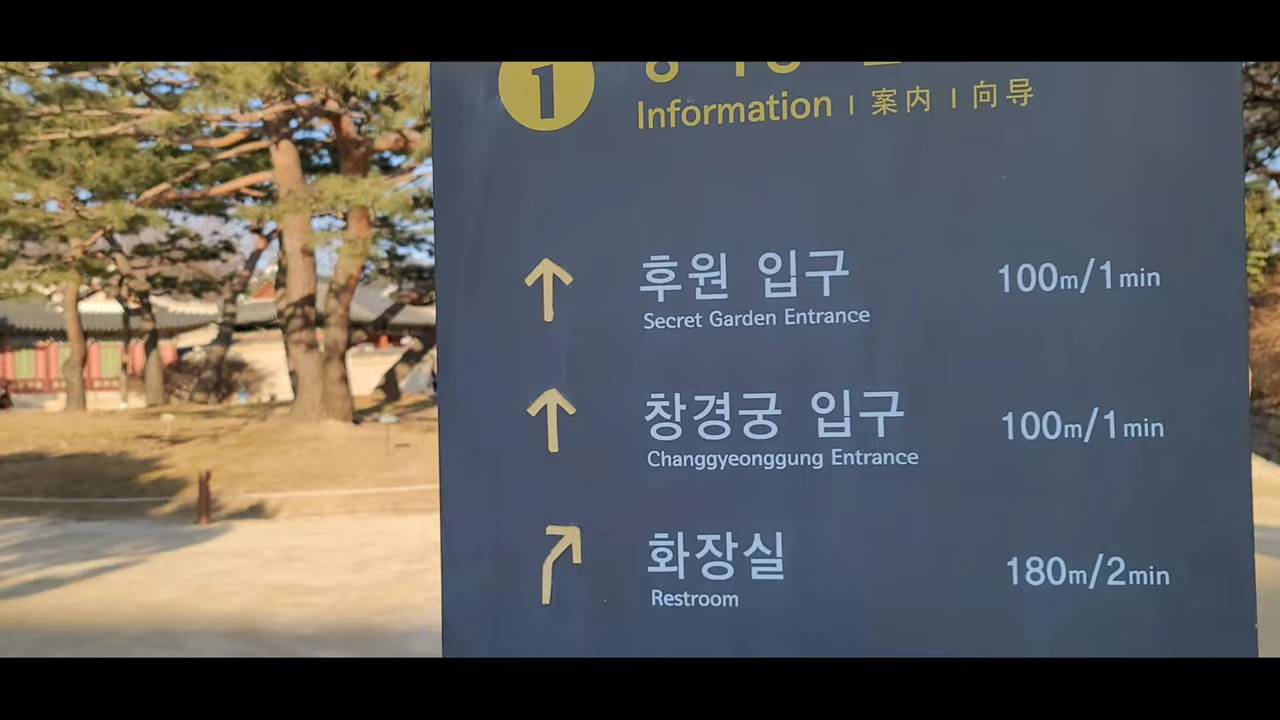 1
Information | 案内 | 向导
후원 입구 100m/1min
Secret Garden Entrance
창경궁 입구 100m/1min
Changgyeonggung Entrance
화장실 180m/2min
Restroom